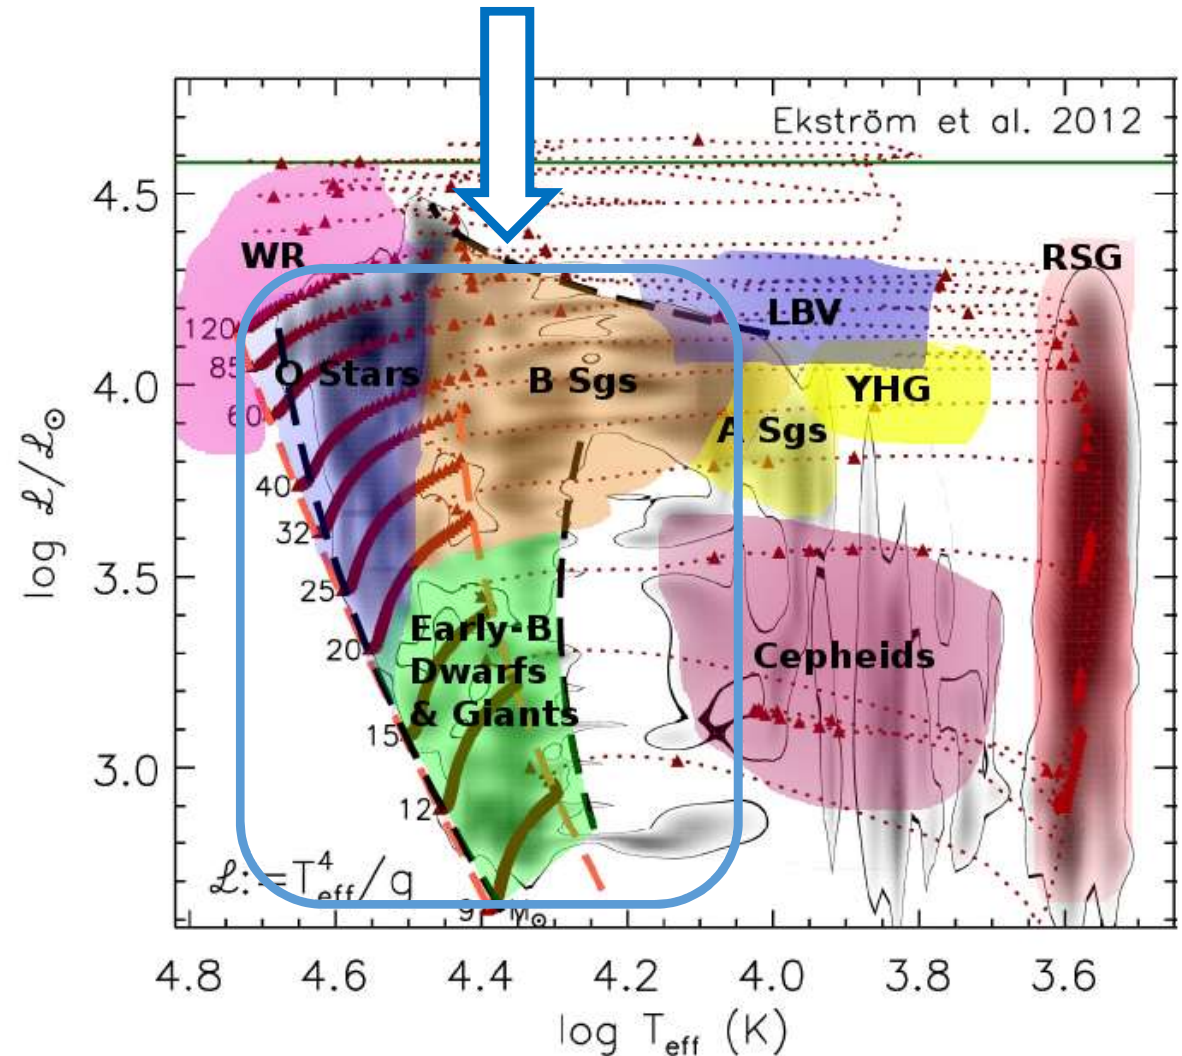 Ekström et al. 2012
4.5
4.0
3.5
3.0
log ℒ/ℒ⊙
WR
RSG
LBV
120
85
O Stars
B Sgs
YHG
60
A Sgs
40
32
25
Early-B
Dwarfs
& Giants
20
Cepheids
15
12
ℒ:=T⁴eff/g
9 M⊙
4.8 4.6 4.4 4.2 4.0 3.8 3.6
log Teff (K)